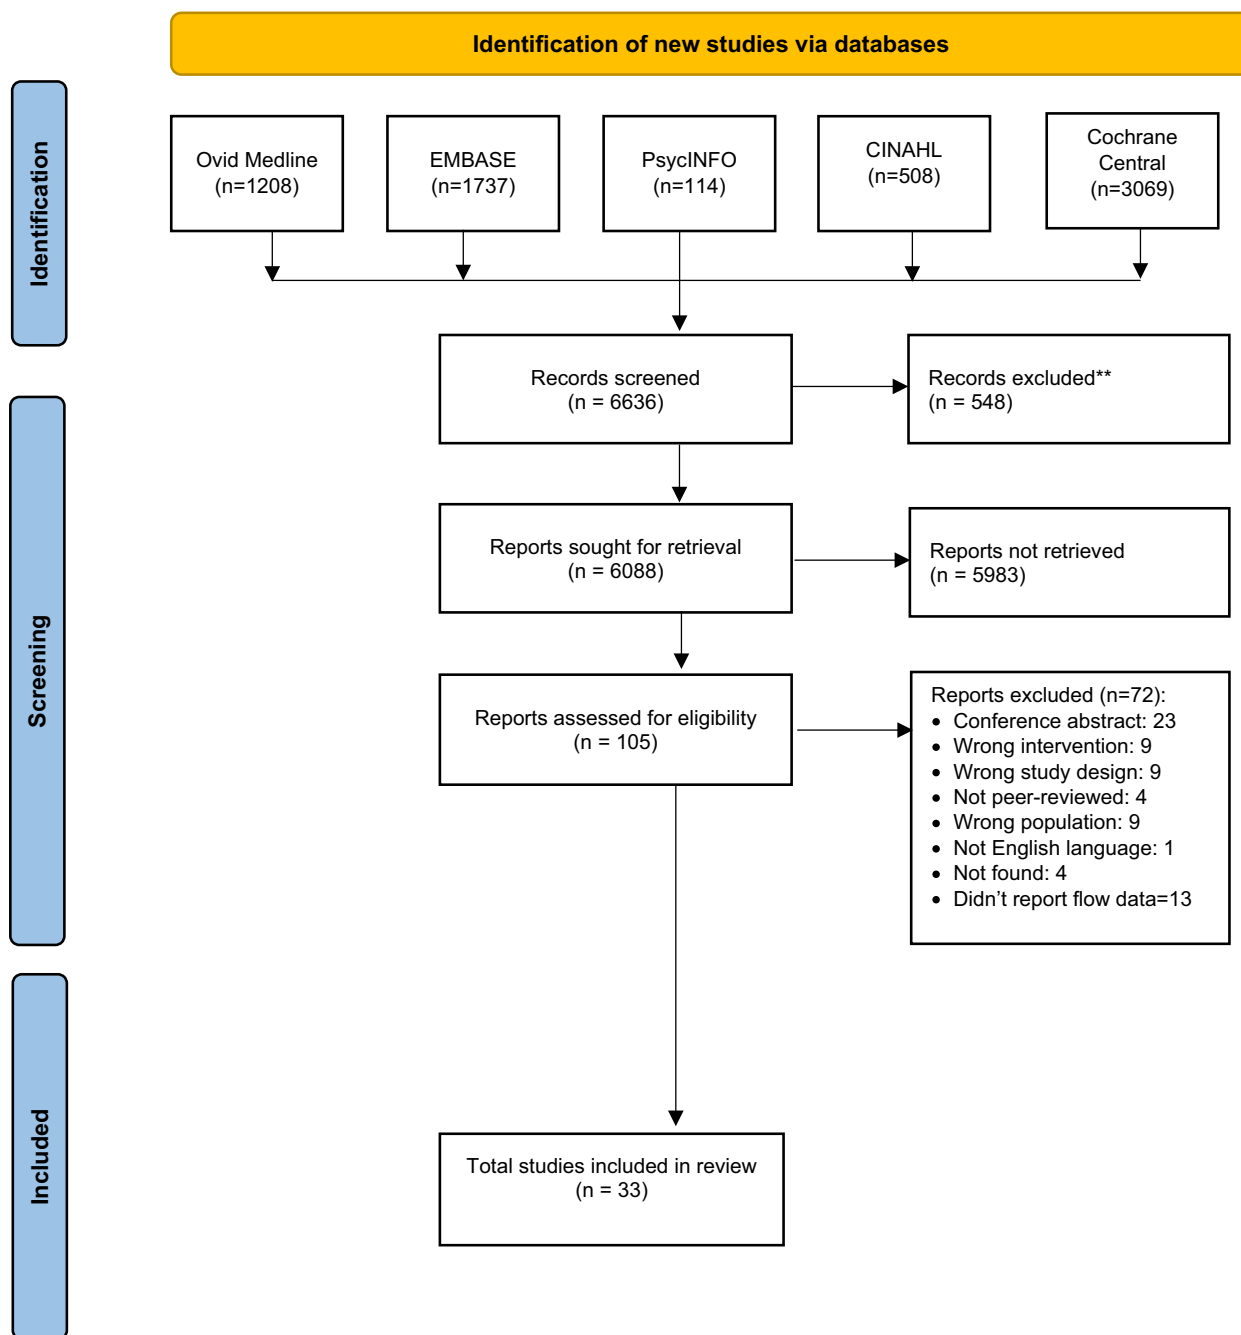 Identification of new studies via databases
Identification
Ovid Medline
(n=1208)
EMBASE
(n=1737)
PsycINFO
(n=114)
CINAHL
(n=508)
Cochrane
Central
(n=3069)
Records screened
(n = 6636)
Records excluded**
(n = 548)
Screening
Reports sought for retrieval
(n = 6088)
Reports not retrieved
(n = 5983)
Reports assessed for eligibility
(n = 105)
Reports excluded (n=72):
• Conference abstract: 23
• Wrong intervention: 9
• Wrong study design: 9
• Not peer-reviewed: 4
• Wrong population: 9
• Not English language: 1
• Not found: 4
• Didn’t report flow data=13
Included
Total studies included in review
(n = 33)